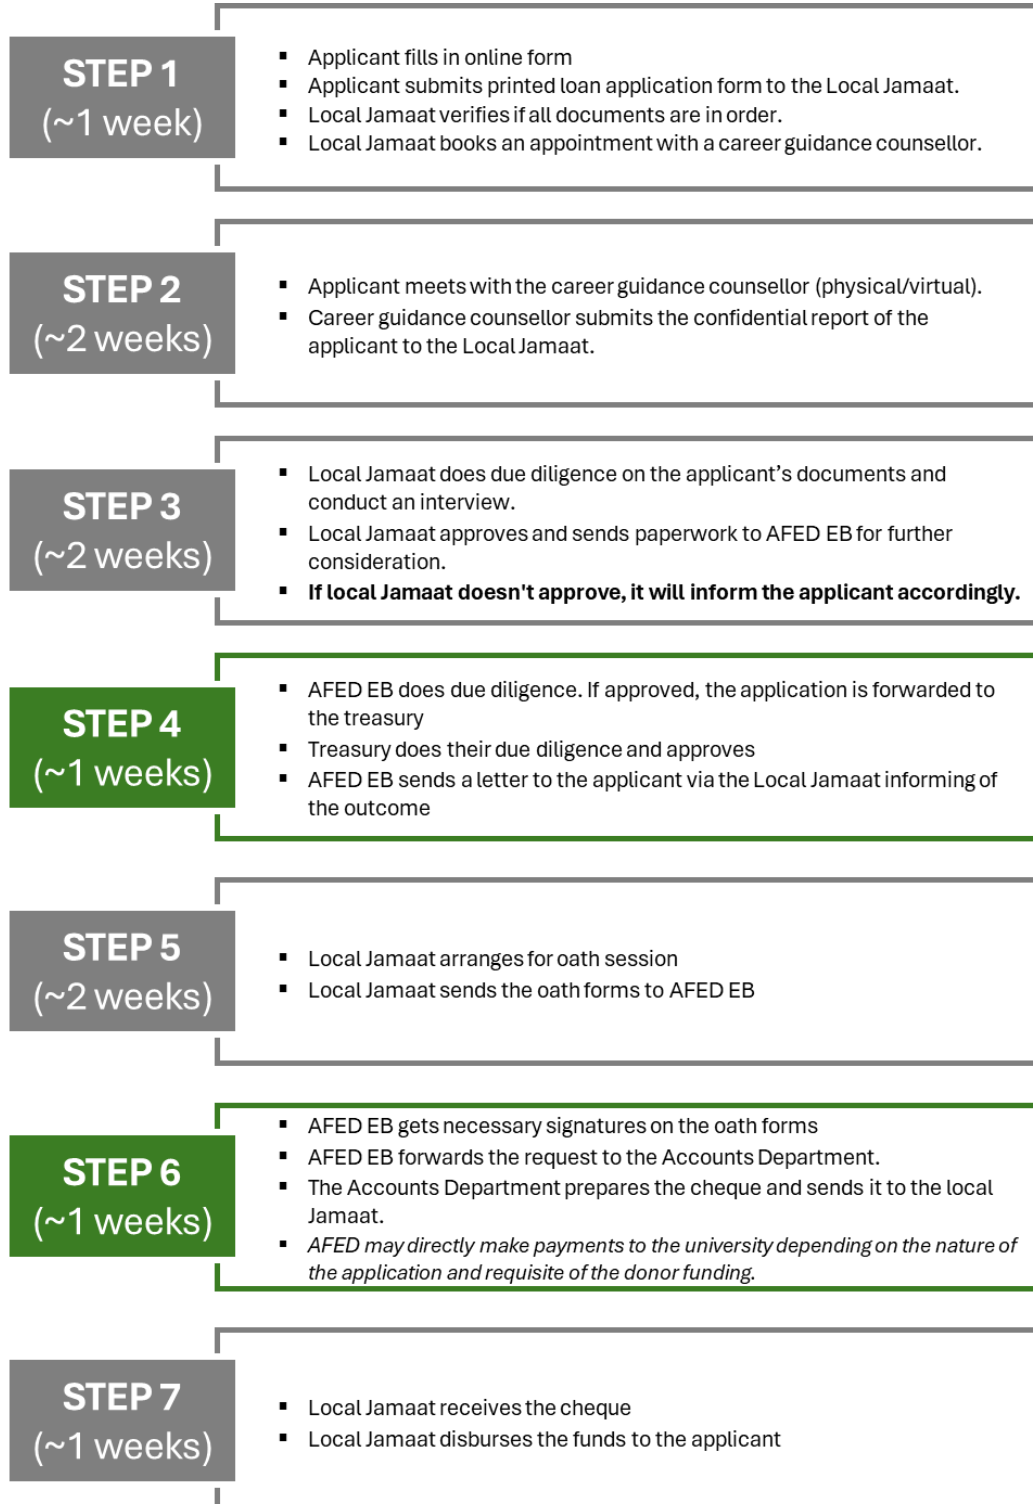 STEP 1
(~1 week)
▪ Applicant fills in online form
▪ Applicant submits printed loan application form to the Local Jamaat.
▪ Local Jamaat verifies if all documents are in order.
▪ Local Jamaat books an appointment with a career guidance counsellor.
STEP 2
(~2 weeks)
▪ Applicant meets with the career guidance counsellor (physical/virtual).
▪ Career guidance counsellor submits the confidential report of the
applicant to the Local Jamaat.
STEP 3
(~2 weeks)
▪ Local Jamaat does due diligence on the applicant’s documents and
conduct an interview.
▪ Local Jamaat approves and sends paperwork to AFED EB for further
consideration.
▪ If local Jamaat doesn't approve, it will inform the applicant accordingly.
STEP 4
(~1 weeks)
▪ AFED EB does due diligence. If approved, the application is forwarded to
the treasury
▪ Treasury does their due diligence and approves
▪ AFED EB sends a letter to the applicant via the Local Jamaat informing of
the outcome
STEP 5
(~2 weeks)
▪ Local Jamaat arranges for oath session
▪ Local Jamaat sends the oath forms to AFED EB
STEP 6
(~1 weeks)
▪ AFED EB gets necessary signatures on the oath forms
▪ AFED EB forwards the request to the Accounts Department.
▪ The Accounts Department prepares the cheque and sends it to the local
Jamaat.
▪ AFED may directly make payments to the university depending on the nature of
the application and requisite of the donor funding.
STEP 7
(~1 weeks)
▪ Local Jamaat receives the cheque
▪ Local Jamaat disburses the funds to the applicant